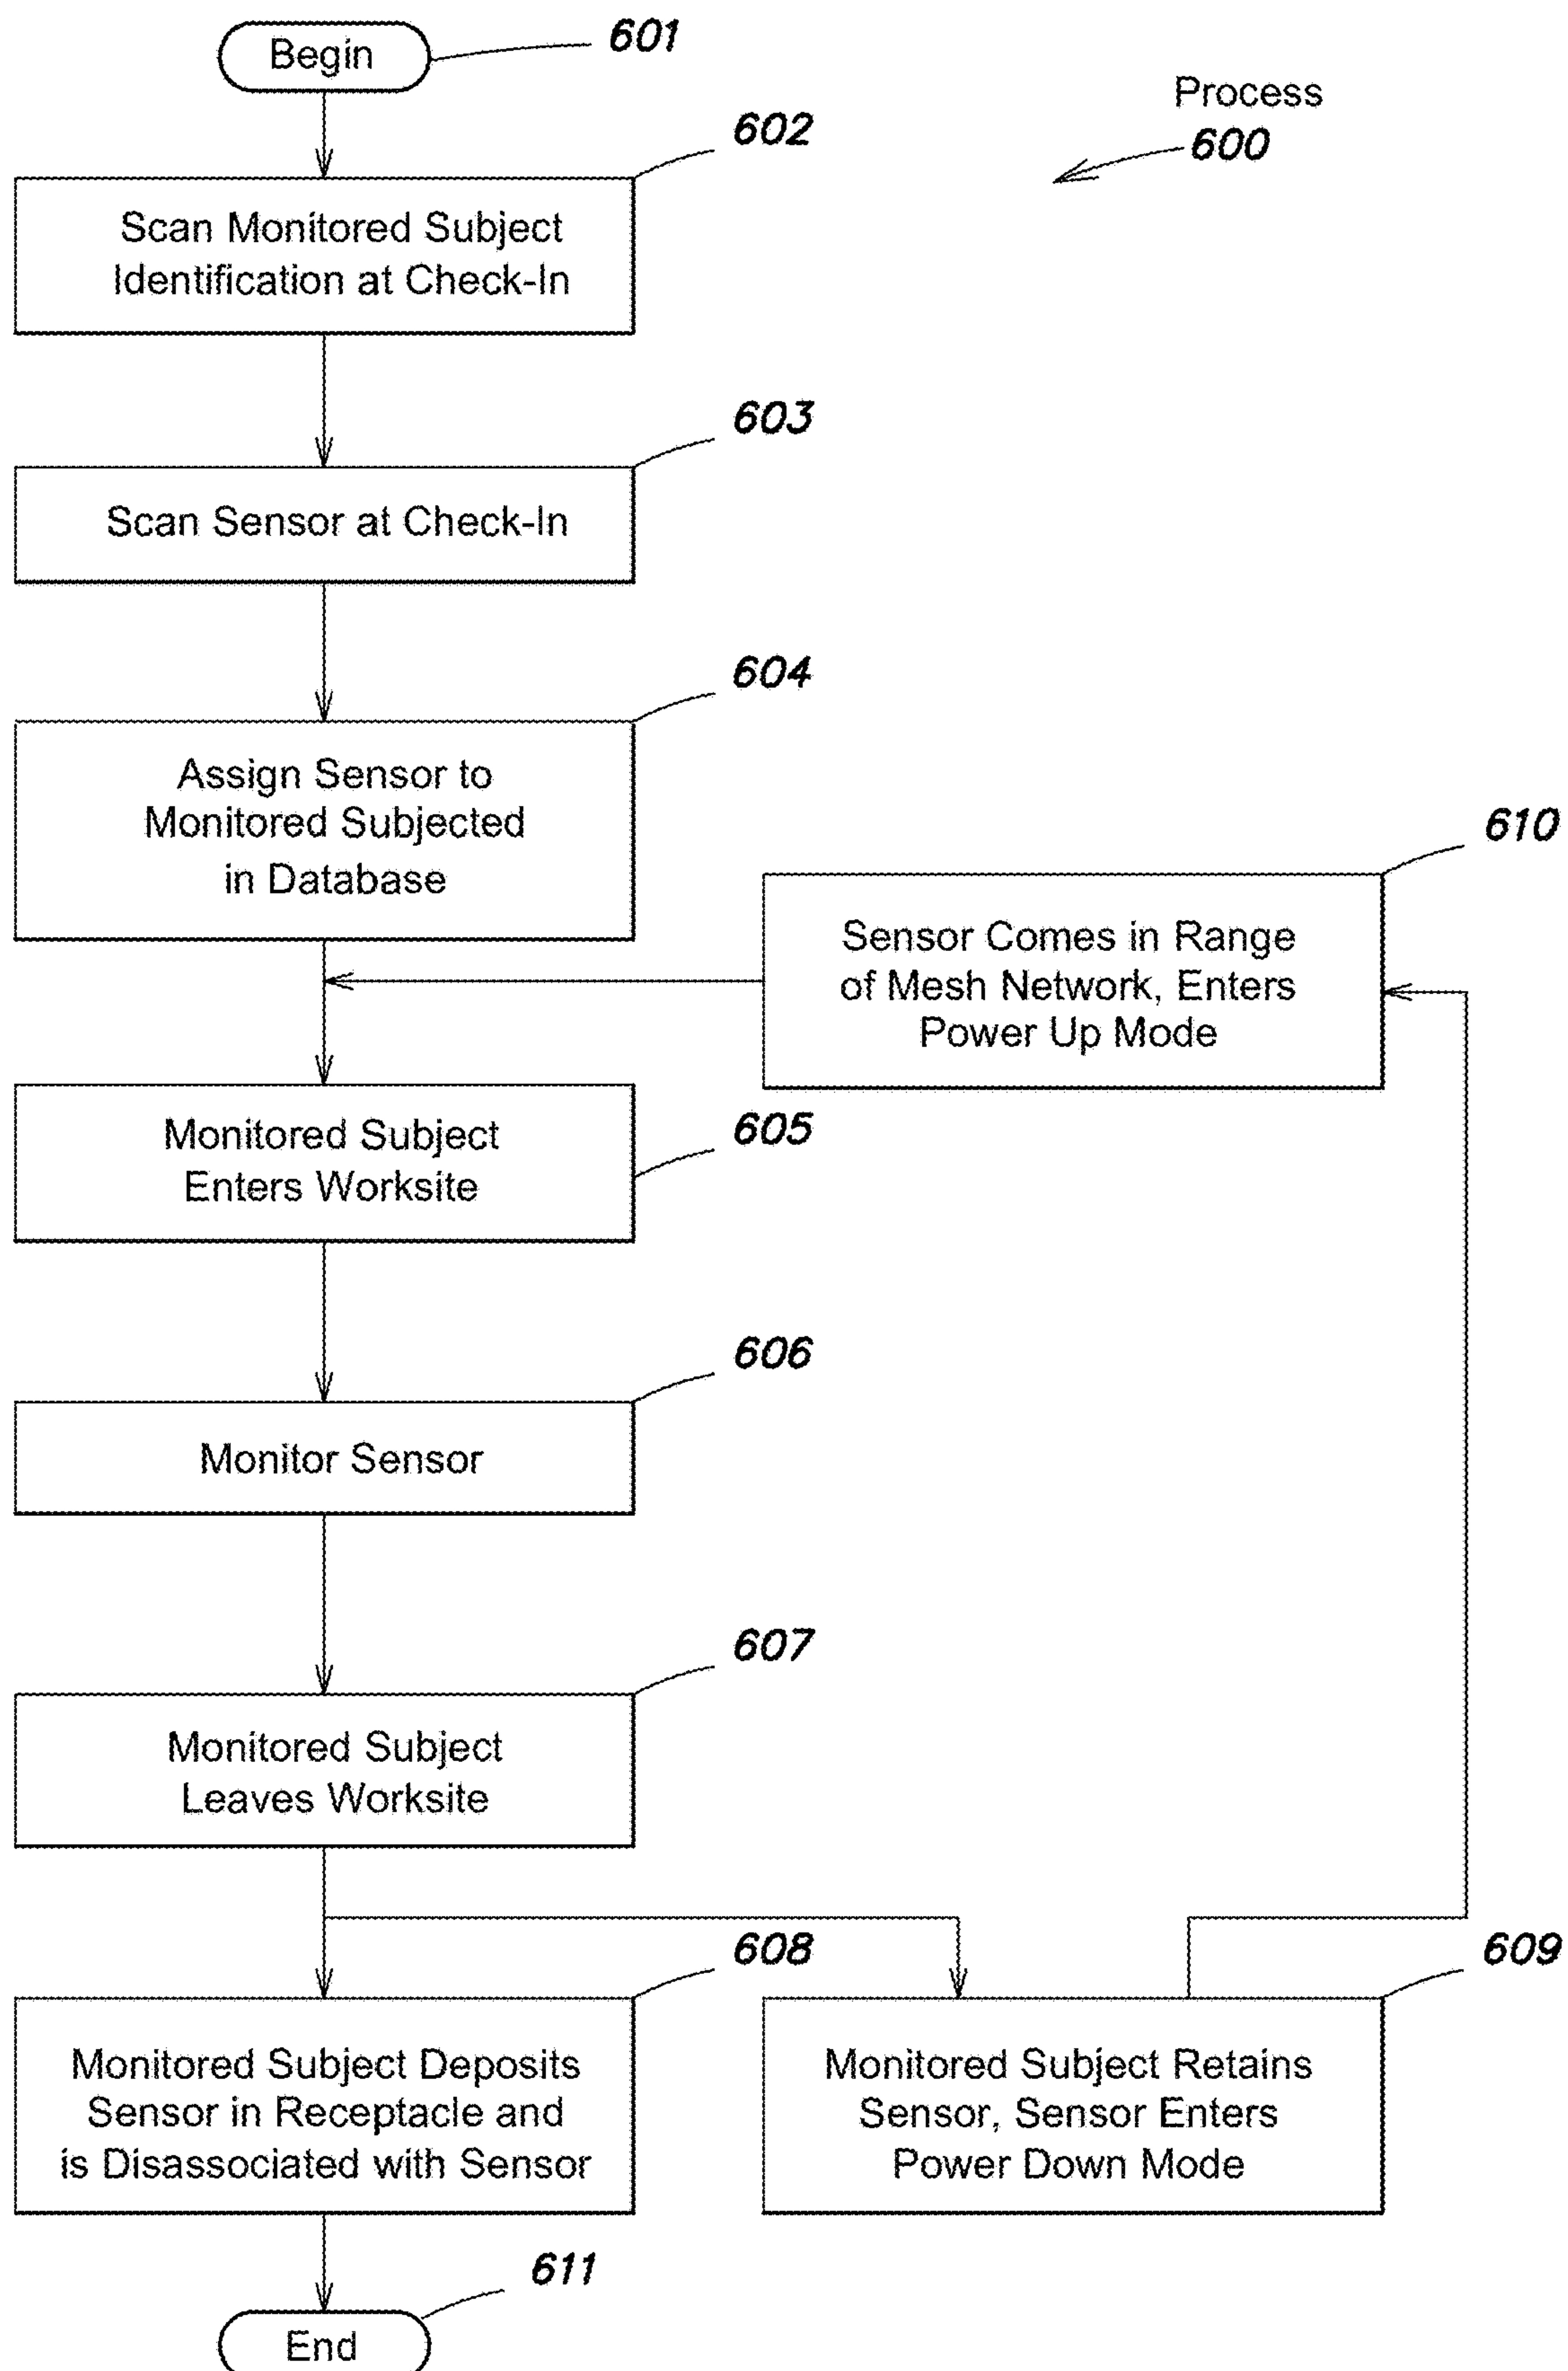 Begin
601
Process
600
602
Scan Monitored Subject
Identification at Check-In
603
Scan Sensor at Check-In
604
Assign Sensor to
Monitored Subjected
in Database
610
Sensor Comes in Range
of Mesh Network, Enters
Power Up Mode
605
Monitored Subject
Enters Worksite
606
Monitor Sensor
607
Monitored Subject
Leaves Worksite
608
Monitored Subject Deposits
Sensor in Receptacle and
is Disassociated with Sensor
609
Monitored Subject Retains
Sensor, Sensor Enters
Power Down Mode
611
End